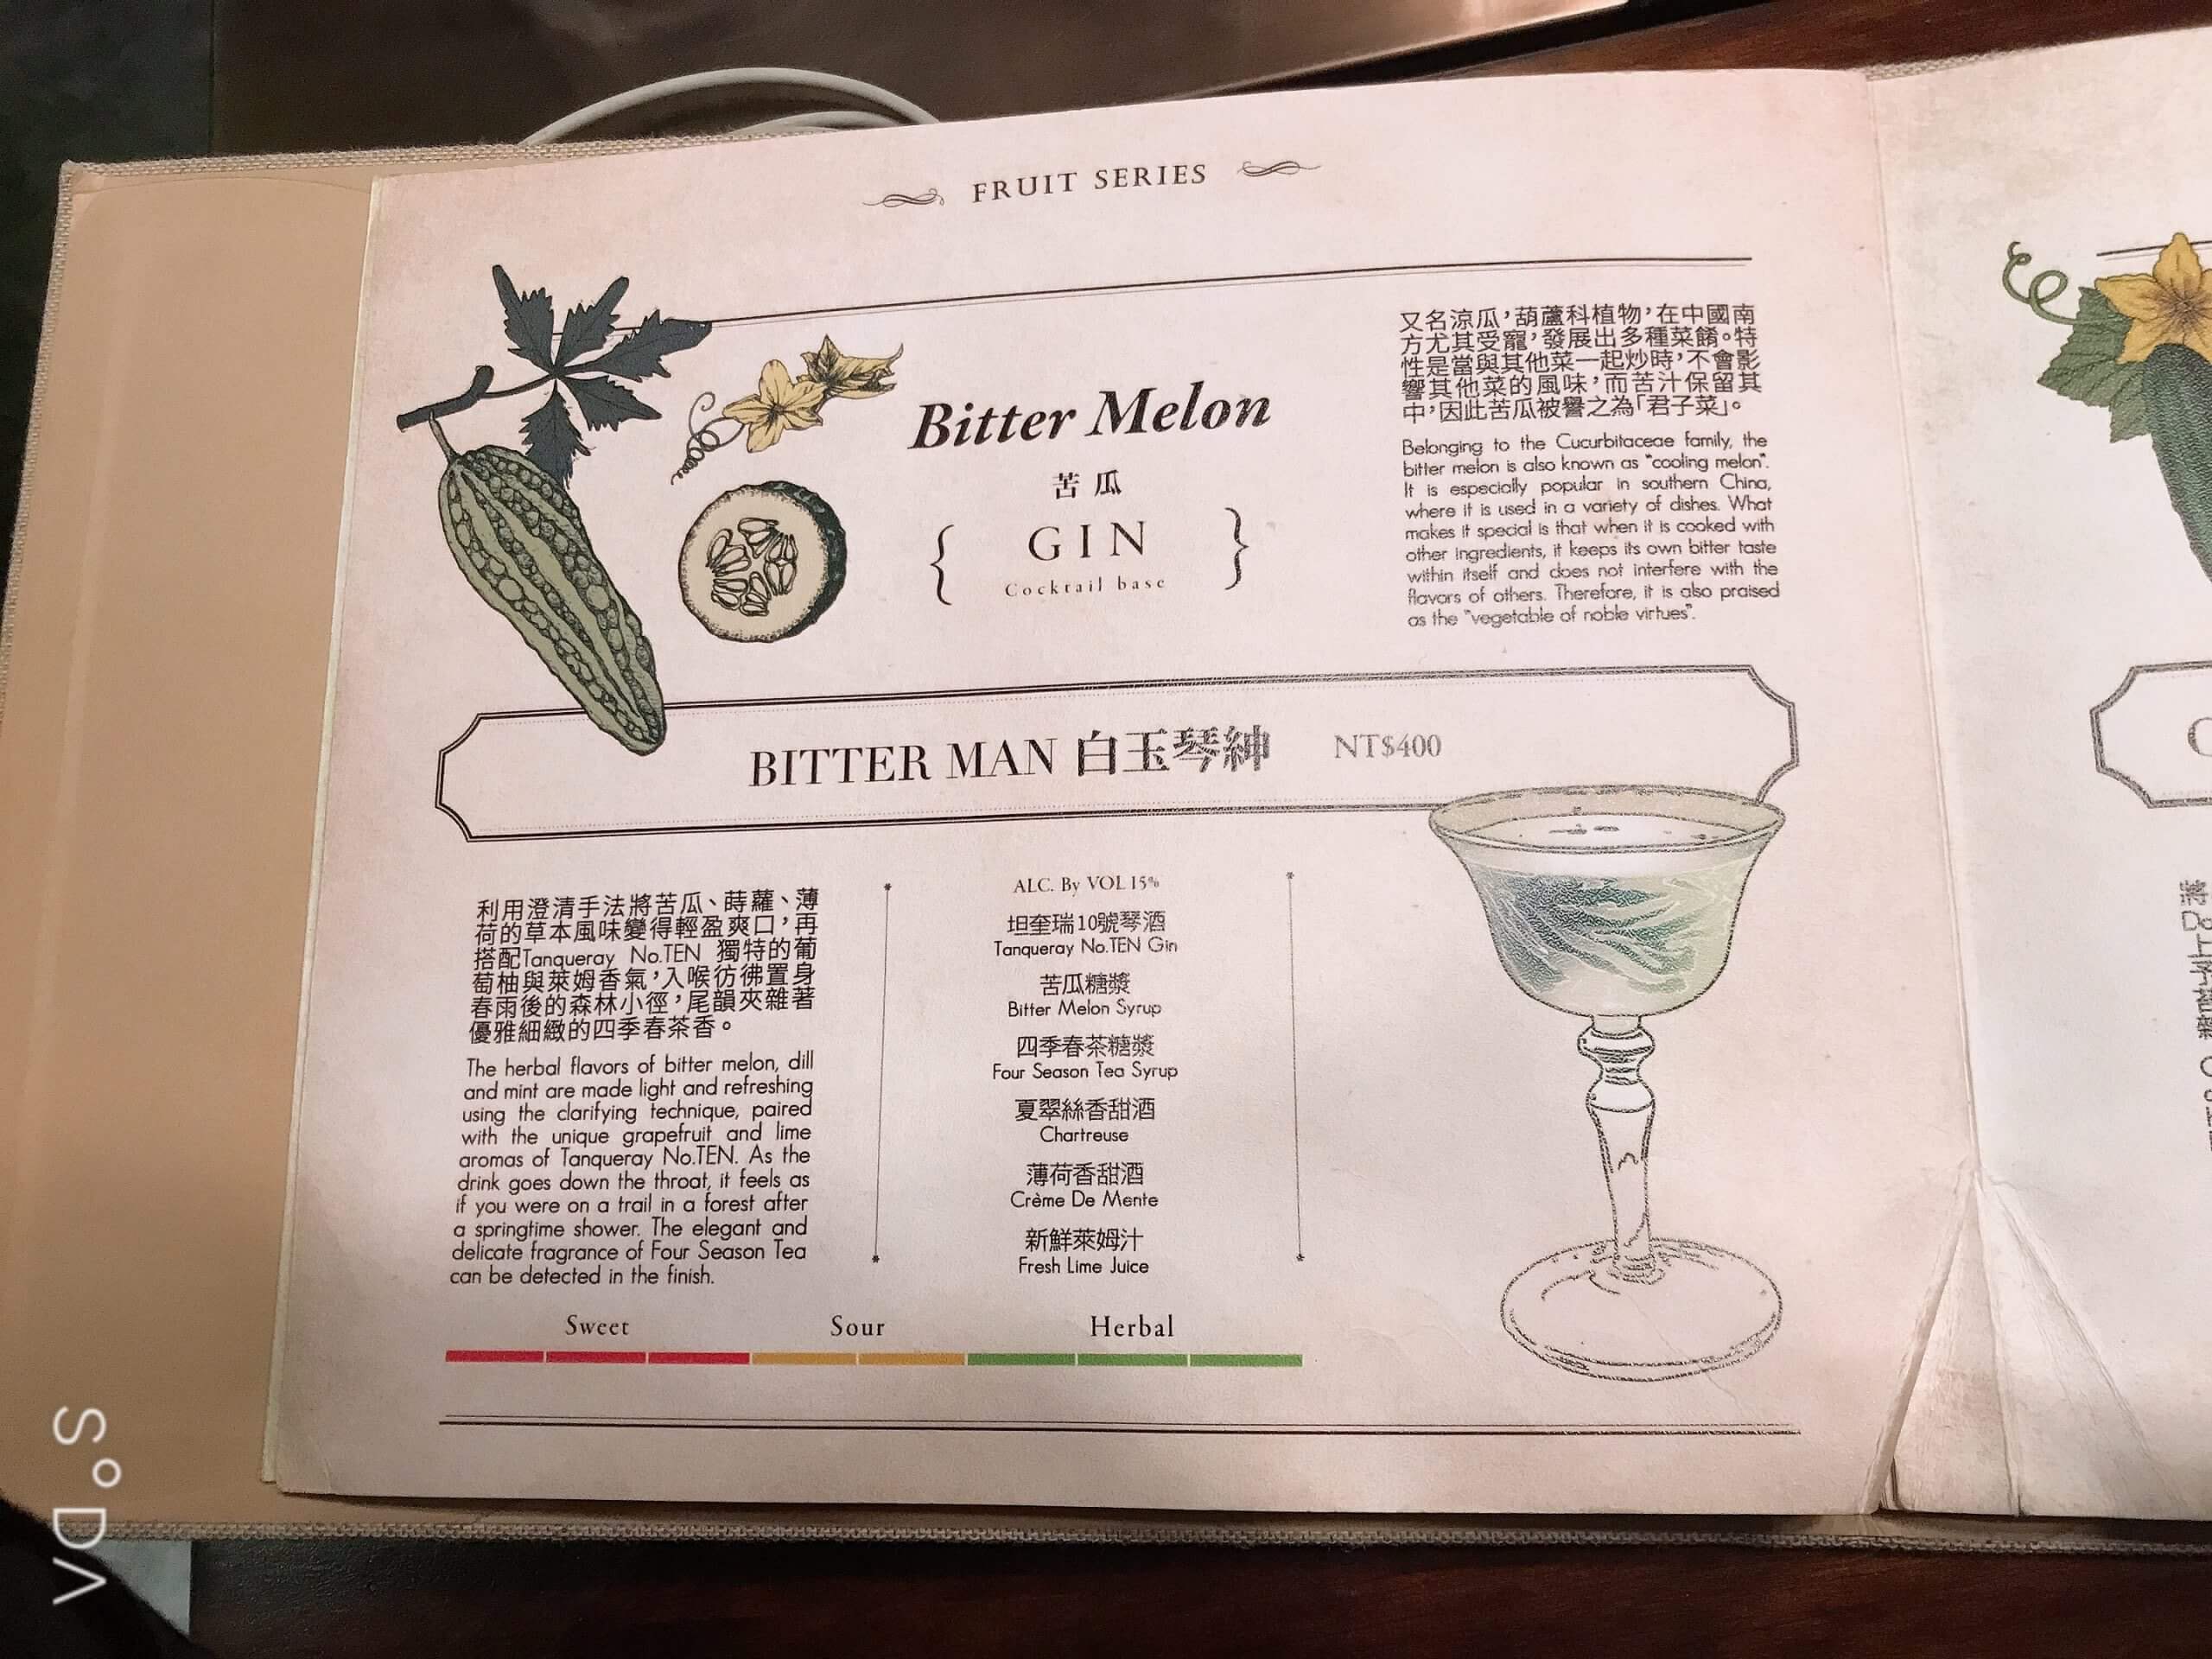 FRUIT SERIES
Bitter Melon
苦瓜
{ GIN }
Cocktail base
又名涼瓜，葫蘆科植物，在中國南
方尤其受寵，發展出多種菜餚。特
性是當與其他菜一起炒時，不會影
響其他菜的風味，而苦汁保留其
中，因此苦瓜被譽之為「君子菜」。
Belonging to the Cucurbitaceae family, the
bitter melon is also known as "cooling melon".
It is especially popular in southern China,
where it is used in a variety of dishes. What
makes it special is that when it is cooked with
other ingredients, it keeps its own bitter taste
within itself and does not interfere with the
flavors of others. Therefore, it is also praised
as the "vegetable of noble virtues".
BITTER MAN 白玉琴紳 NT$400
利用澄清手法將苦瓜、蒔蘿、薄
荷的草本風味變得輕盈爽口，再
搭配Tanqueray No.TEN 獨特的葡
萄柚與萊姆香氣，入喉彷彿置身
春雨後的森林小徑，尾韻夾雜著
優雅細緻的四季春茶香。
The herbal flavors of bitter melon, dill
and mint are made light and refreshing
using the clarifying technique, paired
with the unique grapefruit and lime
aromas of Tanqueray No.TEN. As the
drink goes down the throat, it feels as
if you were on a trail in a forest after
a springtime shower. The elegant and
delicate fragrance of Four Season Tea
can be detected in the finish.
ALC. By VOL 15%
坦奎瑞10號琴酒
Tanqueray No.TEN Gin
苦瓜糖漿
Bitter Melon Syrup
四季春茶糖漿
Four Season Tea Syrup
夏翠絲香甜酒
Chartreuse
薄荷香甜酒
Crème De Mente
新鮮萊姆汁
Fresh Lime Juice
Sweet Sour Herbal
SODA